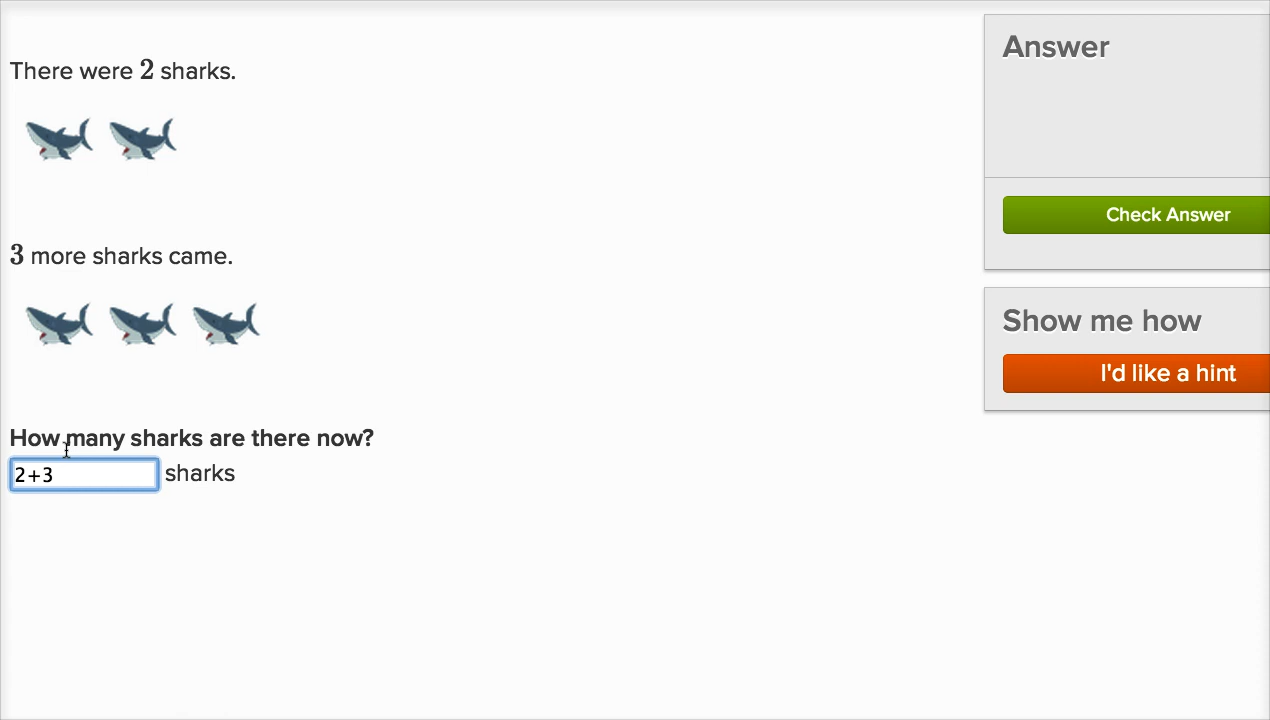 There were 2 sharks.
3 more sharks came.
How many sharks are there now?
2+3 sharks
Answer
Check Answer
Show me how
I'd like a hint